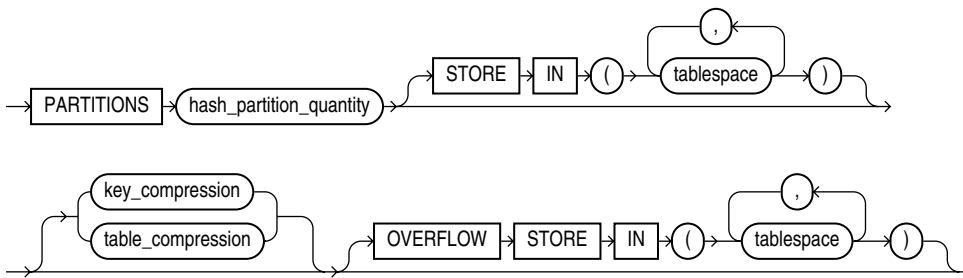 ,
STORE IN ( tablespace )
PARTITIONS hash_partition_quantity
key_compression
,
table_compression
OVERFLOW STORE IN ( tablespace )